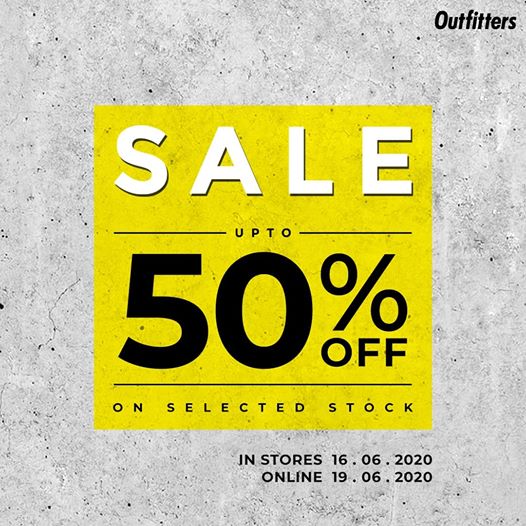 Outfitters
SALE
UPTO
50%
OFF
ON SELECTED STOCK
IN STORES 16 . 06 . 2020
ONLINE 19 . 06 . 2020